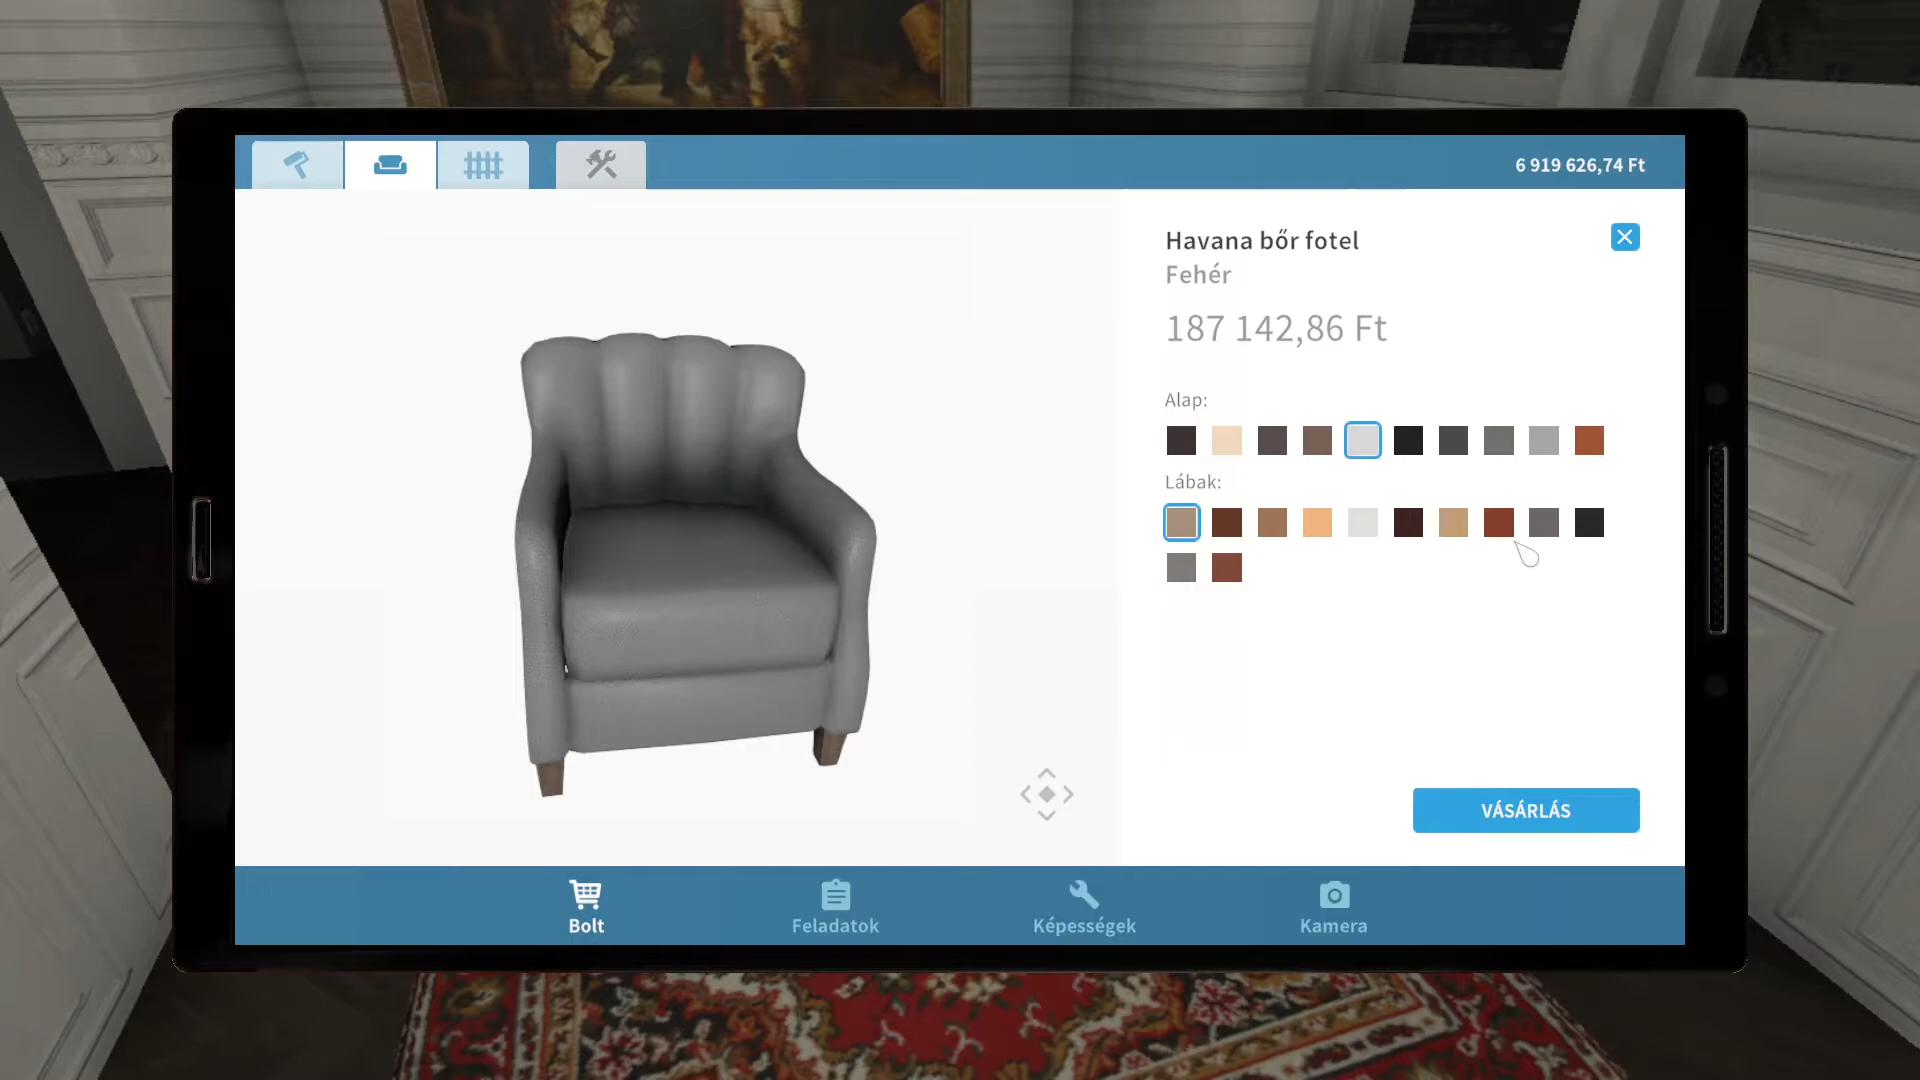 6 919 626,74 Ft
Havana bőr fotel
Fehér
187 142,86 Ft
Alap:
Lábak:
VÁSÁRLÁS
Bolt
Feladatok
Képességek
Kamera